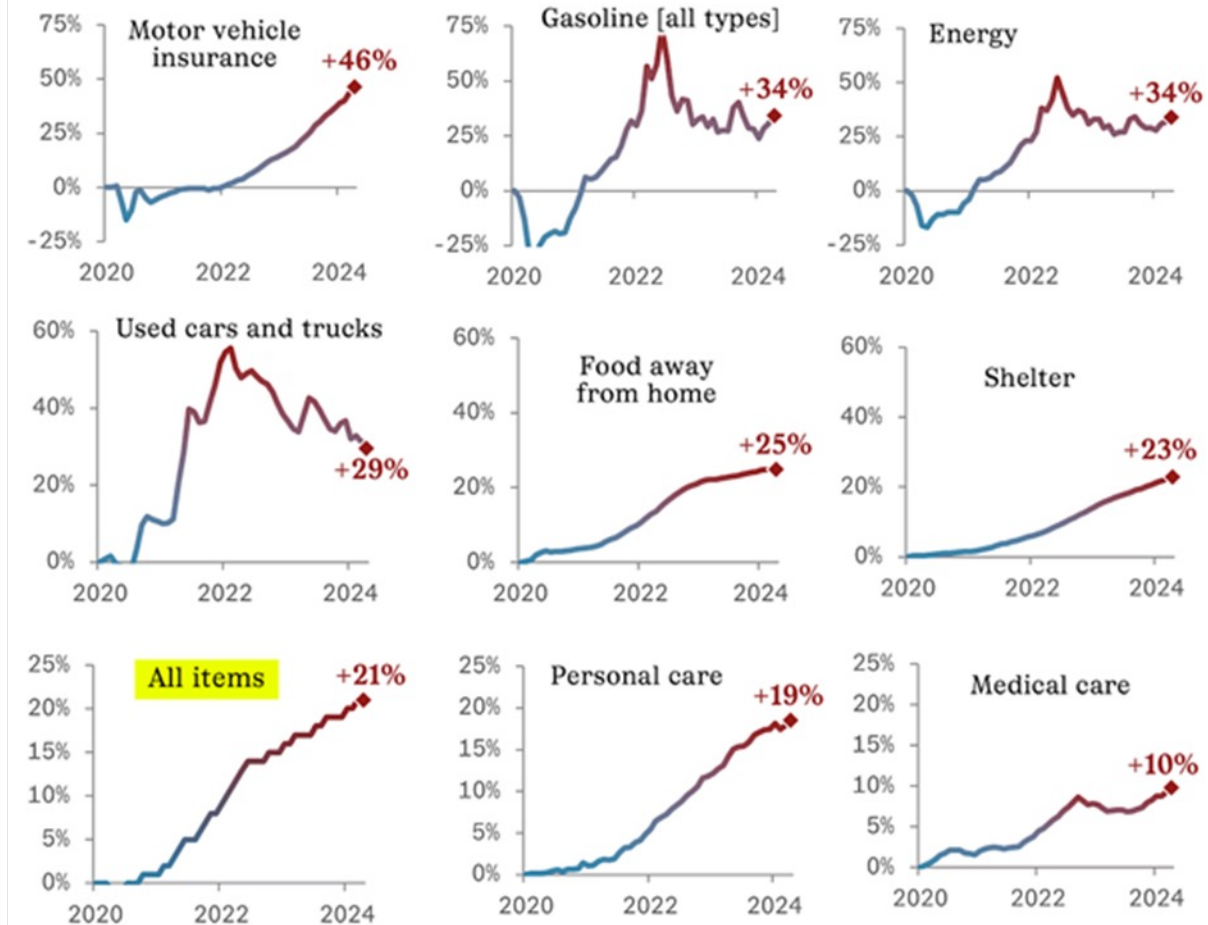 Motor vehicle
insurance
+46%
75%
50%
25%
0%
-25%
2020 2022 2024
Gasoline [all types]
+34%
75%
50%
25%
0%
-25%
2020 2022 2024
Energy
+34%
75%
50%
25%
0%
-25%
2020 2022 2024
Used cars and trucks
+29%
60%
40%
20%
0%
2020 2022 2024
Food away
from home
+25%
60%
40%
20%
0%
2020 2022 2024
Shelter
+23%
60%
40%
20%
0%
2020 2022 2024
All items
+21%
25%
20%
15%
10%
5%
0%
2020 2022 2024
Personal care
+19%
25%
20%
15%
10%
5%
0%
2020 2022 2024
Medical care
+10%
25%
20%
15%
10%
5%
0%
2020 2022 2024